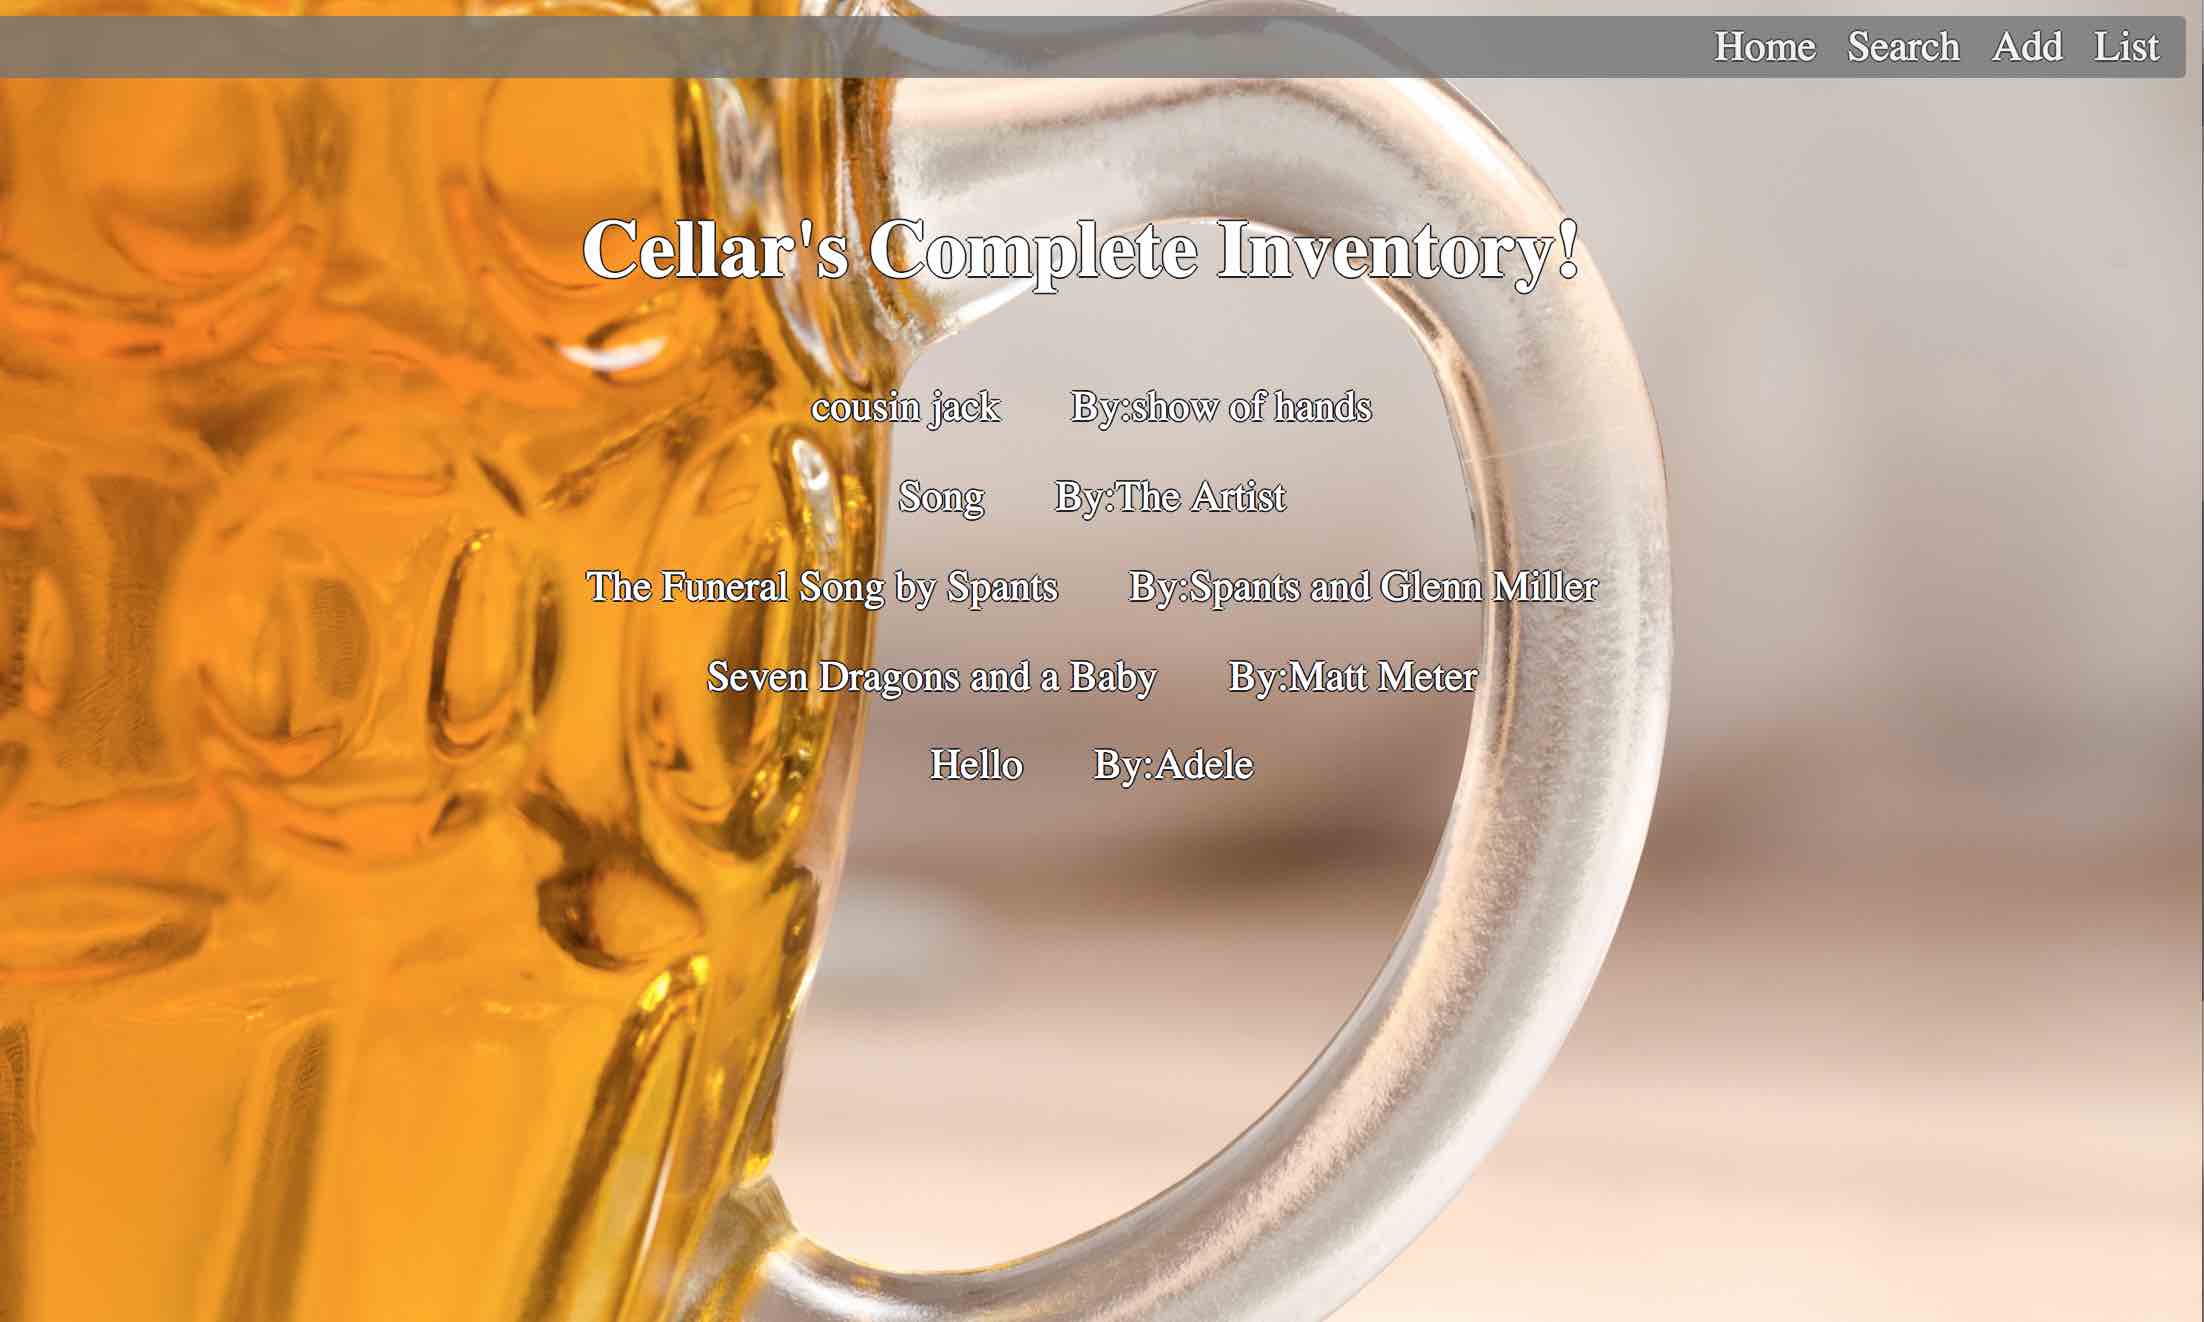 Home Search Add List
Cellar's Complete Inventory!
cousin jack By:show of hands
Song By:The Artist
The Funeral Song by Spants By:Spants and Glenn Miller
Seven Dragons and a Baby By:Matt Meter
Hello By:Adele